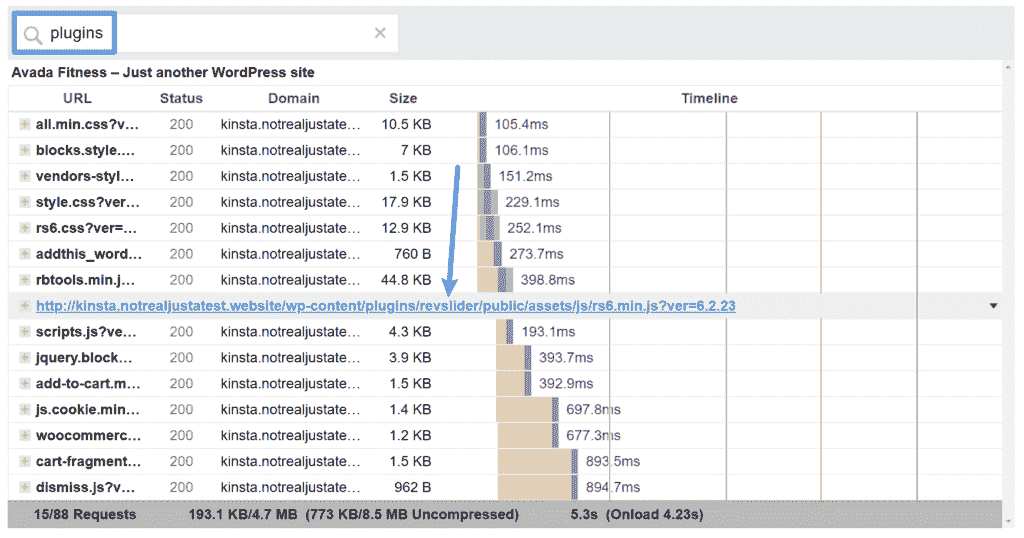 plugins ×
Avada Fitness – Just another WordPress site
URL Status Domain Size Timeline
all.min.css?v... 200 kinsta.notrealjustate... 10.5 KB 105.4ms
blocks.style.... 200 kinsta.notrealjustate... 7 KB 106.1ms
vendors-styl... 200 kinsta.notrealjustate... 1.5 KB 151.2ms
style.css?ver... 200 kinsta.notrealjustate... 17.9 KB 229.1ms
rs6.css?ver=... 200 kinsta.notrealjustate... 12.9 KB 252.1ms
addthis_word... 200 kinsta.notrealjustate... 760 B 273.7ms
rbtools.min.j... 200 kinsta.notrealjustate... 44.8 KB 398.8ms
http://kinsta.notrealjustatest.website/wp-content/plugins/revslider/public/assets/js/rs6.min.js?ver=6.2.23
scripts.js?ve... 200 kinsta.notrealjustate... 4.3 KB 193.1ms
jquery.block... 200 kinsta.notrealjustate... 3.9 KB 393.7ms
add-to-cart.m... 200 kinsta.notrealjustate... 1.5 KB 392.9ms
js.cookie.min... 200 kinsta.notrealjustate... 1.4 KB 697.8ms
woocommerc... 200 kinsta.notrealjustate... 1.2 KB 677.3ms
cart-fragment... 200 kinsta.notrealjustate... 1.5 KB 893.5ms
dismiss.js?v... 200 kinsta.notrealjustate... 962 B 894.7ms
15/88 Requests 193.1 KB/4.7 MB (773 KB/8.5 MB Uncompressed) 5.3s (Onload 4.23s)